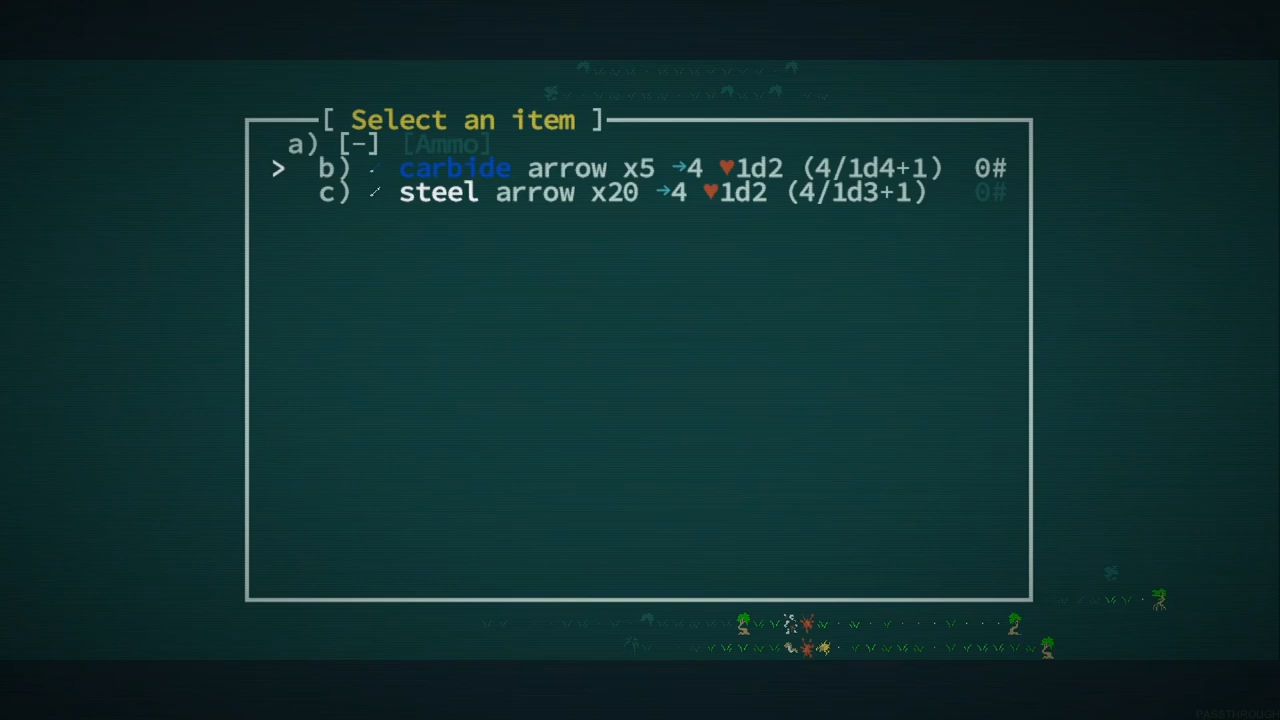 [ Select an item ]
a) [-] [Ammo]
> b) carbide arrow x5 →4 ♥1d2 (4/1d4+1) 0#
c) steel arrow x20 →4 ♥1d2 (4/1d3+1) 0#
PASSTHROUGH